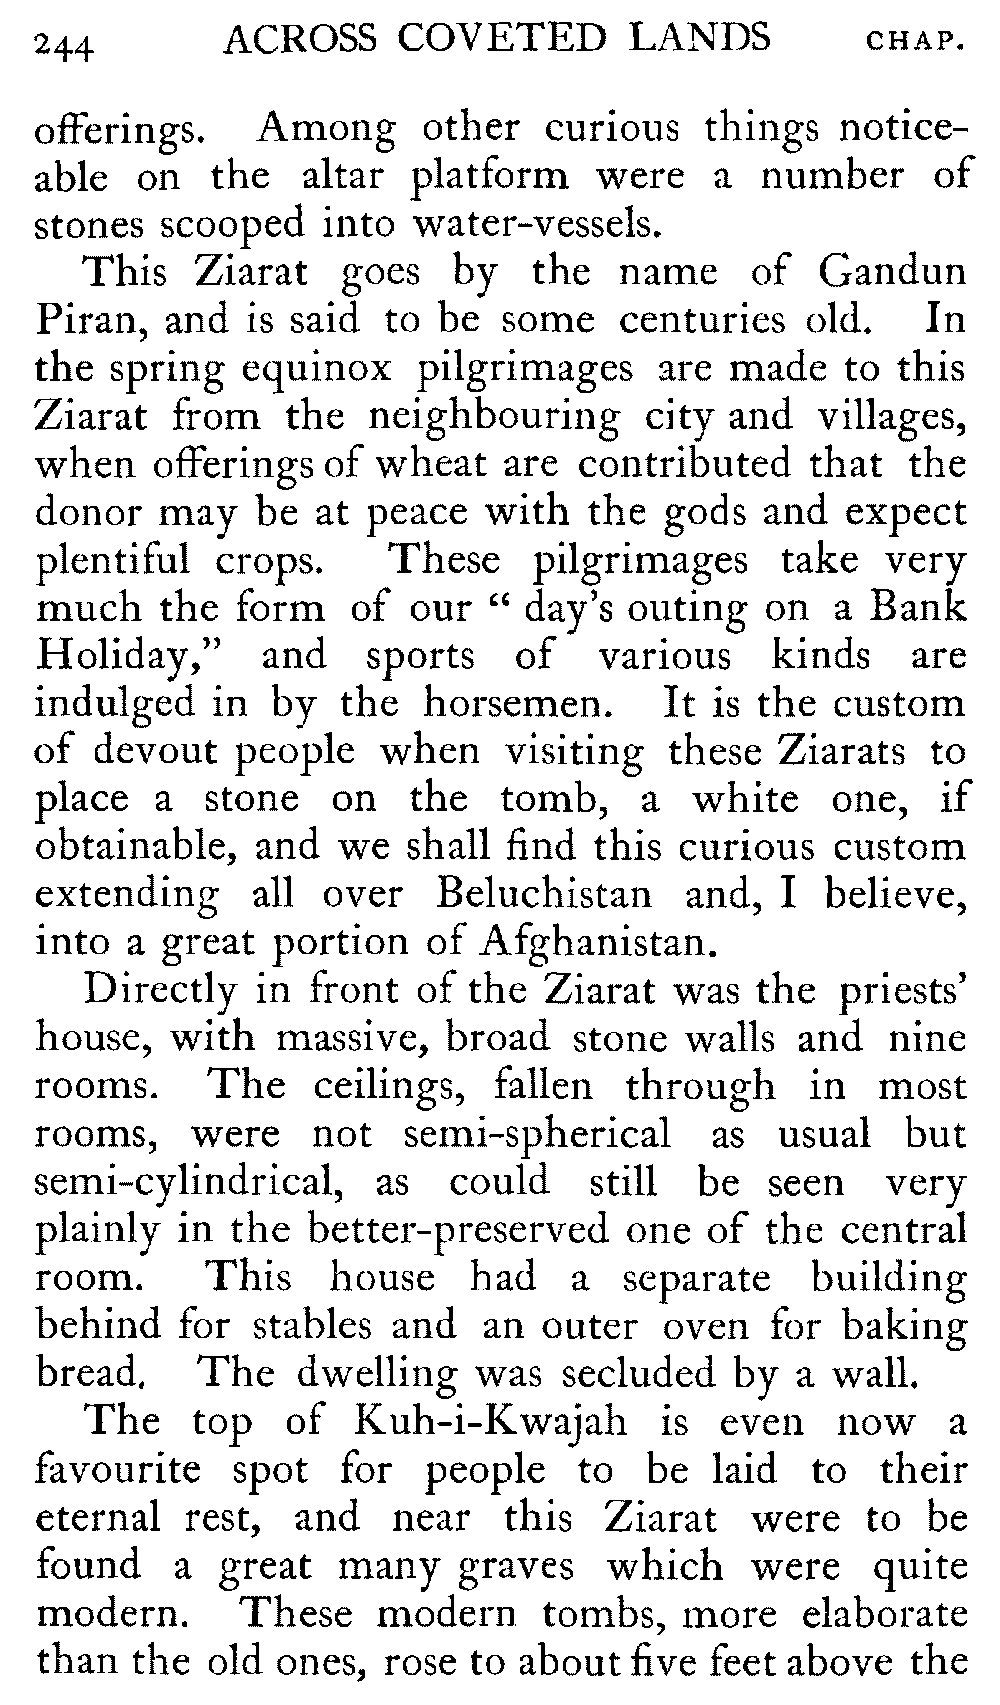 244 ACROSS COVETED LANDS CHAP.
offerings. Among other curious things notice-
able on the altar platform were a number of
stones scooped into water-vessels.
This Ziarat goes by the name of Gandun
Piran, and is said to be some centuries old. In
the spring equinox pilgrimages are made to this
Ziarat from the neighbouring city and villages,
when offerings of wheat are contributed that the
donor may be at peace with the gods and expect
plentiful crops. These pilgrimages take very
much the form of our “ day’s outing on a Bank
Holiday,” and sports of various kinds are
indulged in by the horsemen. It is the custom
of devout people when visiting these Ziarats to
place a stone on the tomb, a white one, if
obtainable, and we shall find this curious custom
extending all over Beluchistan and, I believe,
into a great portion of Afghanistan.
Directly in front of the Ziarat was the priests’
house, with massive, broad stone walls and nine
rooms. The ceilings, fallen through in most
rooms, were not semi-spherical as usual but
semi-cylindrical, as could still be seen very
plainly in the better-preserved one of the central
room. This house had a separate building
behind for stables and an outer oven for baking
bread. The dwelling was secluded by a wall.
The top of Kuh-i-Kwajah is even now a
favourite spot for people to be laid to their
eternal rest, and near this Ziarat were to be
found a great many graves which were quite
modern. These modern tombs, more elaborate
than the old ones, rose to about five feet above the